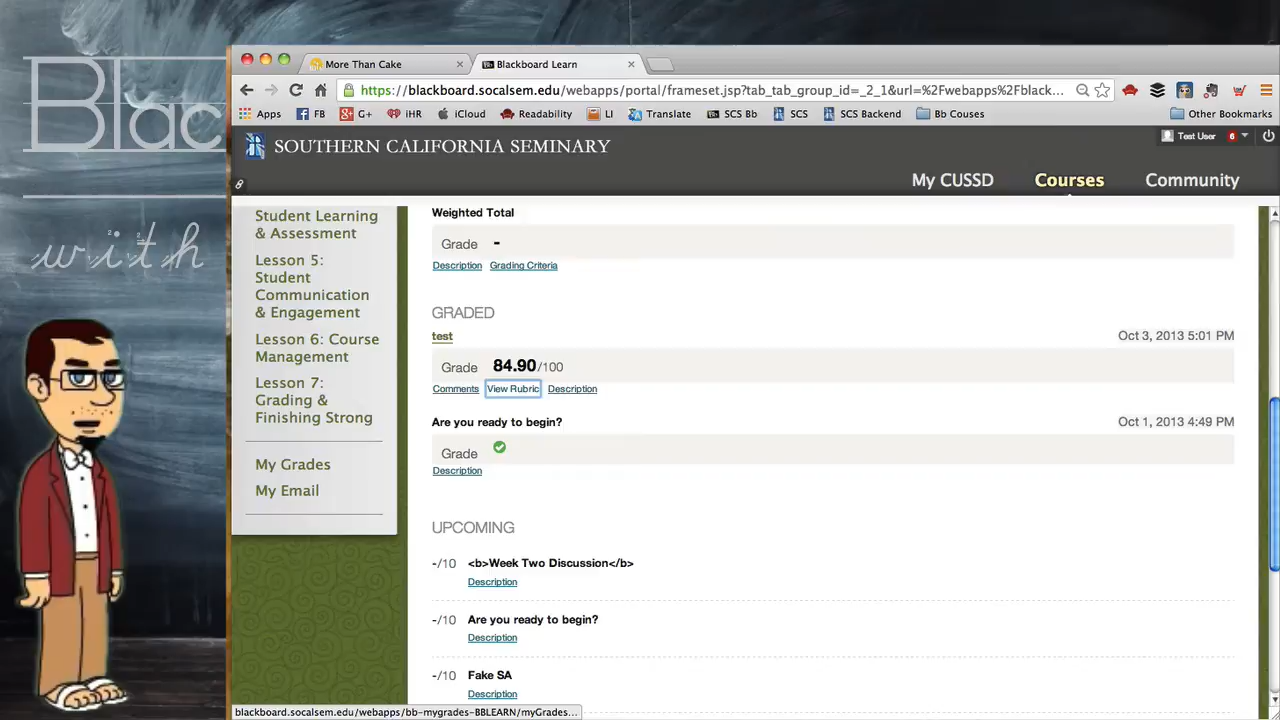 Blac
with
More Than Cake
Blackboard Learn
https://blackboard.socalsem.edu/webapps/portal/frameset.jsp?tab_tab_group_id=_2_1&url=%2Fwebapps%2Fblack...
Apps FB G+ iHR iCloud Readability LI Translate SCS Bb SCS SCS Backend Bb Couses Other Bookmarks
SOUTHERN CALIFORNIA SEMINARY
Test User 6
My CUSSD Courses Community
Student Learning
& Assessment
Lesson 5:
Student
Communication
& Engagement
Lesson 6: Course
Management
Lesson 7:
Grading &
Finishing Strong
My Grades
My Email
Weighted Total
Grade -
Description Grading Criteria
GRADED
test Oct 3, 2013 5:01 PM
Grade 84.90/100
Comments View Rubric Description
Are you ready to begin? Oct 1, 2013 4:49 PM
Grade
Description
UPCOMING
-/10 <b>Week Two Discussion</b>
Description
-/10 Are you ready to begin?
Description
-/10 Fake SA
Description
blackboard.socalsem.edu/webapps/bb-mygrades-BBLEARN/myGrades...